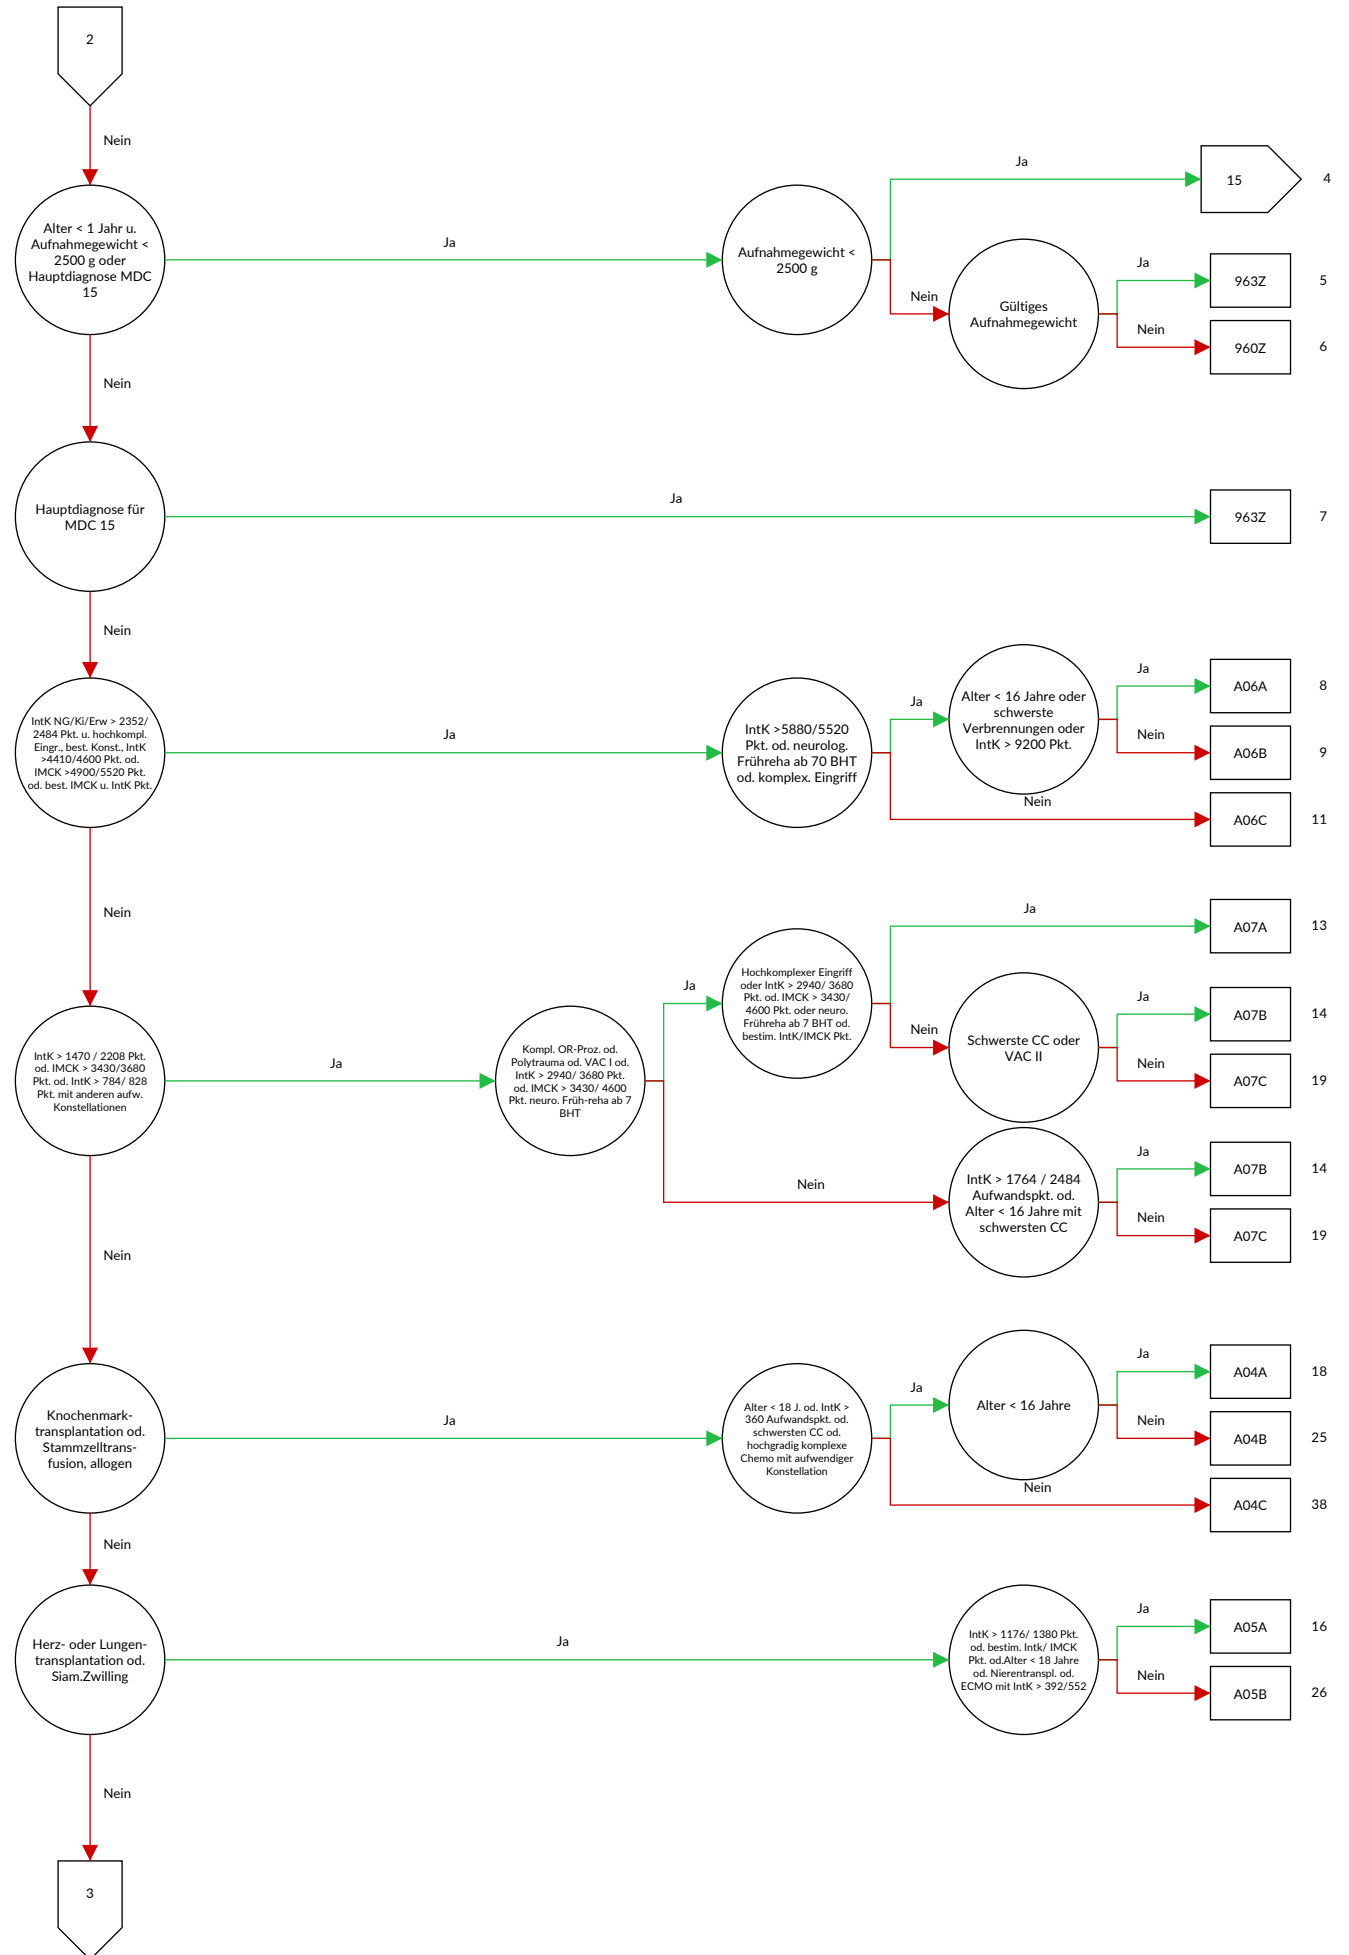 2
Nein
Alter < 1 Jahr u.
Aufnahmegewicht <
2500 g oder
Hauptdiagnose MDC
15
Ja
Aufnahmegewicht <
2500 g
Ja
15
4
Nein
Gültiges
Aufnahmegewicht
Ja
963Z
5
Nein
960Z
6
Nein
Hauptdiagnose für
MDC 15
Ja
963Z
7
Nein
IntK NG/Ki/Erw > 2352/
2484 Pkt. u. hochkompl.
Eingr., best. Konst., IntK
>4410/4600 Pkt. od.
IMCK >4900/5520 Pkt.
od. best. IMCK u. IntK Pkt.
Ja
IntK >5880/5520
Pkt. od. neurolog.
Frühreha ab 70 BHT
od. komplex. Eingriff
Ja
Alter < 16 Jahre oder
schwerste
Verbrennungen oder
IntK > 9200 Pkt.
Ja
A06A
8
Nein
A06B
9
Nein
A06C
11
Nein
IntK > 1470 / 2208 Pkt.
od. IMCK > 3430/3680
Pkt. od. IntK > 784/ 828
Pkt. mit anderen aufw.
Konstellationen
Ja
Kompl. OR-Proz. od.
Polytrauma od. VAC I od.
IntK > 2940/ 3680 Pkt.
od. IMCK > 3430/ 4600
Pkt. neuro. Früh-reha ab 7
BHT
Ja
Hochkomplexer Eingriff
oder IntK > 2940/ 3680
Pkt. od. IMCK > 3430/
4600 Pkt. oder neuro.
Frühreha ab 7 BHT od.
bestim. IntK/IMCK Pkt.
Ja
A07A
13
Nein
Schwerste CC oder
VAC II
Ja
A07B
14
Nein
A07C
19
Nein
IntK > 1764 / 2484
Aufwandspkt. od.
Alter < 16 Jahre mit
schwersten CC
Ja
A07B
14
Nein
A07C
19
Nein
Knochenmark-
transplantation od.
Stammzelltrans-
fusion, allogen
Ja
Alter < 18 J. od. IntK >
360 Aufwandspkt. od.
schwersten CC od.
hochgradig komplexe
Chemo mit aufwendiger
Konstellation
Ja
Alter < 16 Jahre
Ja
A04A
18
Nein
A04B
25
Nein
A04C
38
Nein
Herz- oder Lungen-
transplantation od.
Siam.Zwilling
Ja
IntK > 1176/ 1380 Pkt.
od. bestim. Intk/ IMCK
Pkt. od.Alter < 18 Jahre
od. Nierentranspl. od.
ECMO mit IntK > 392/552
Ja
A05A
16
Nein
A05B
26
Nein
3